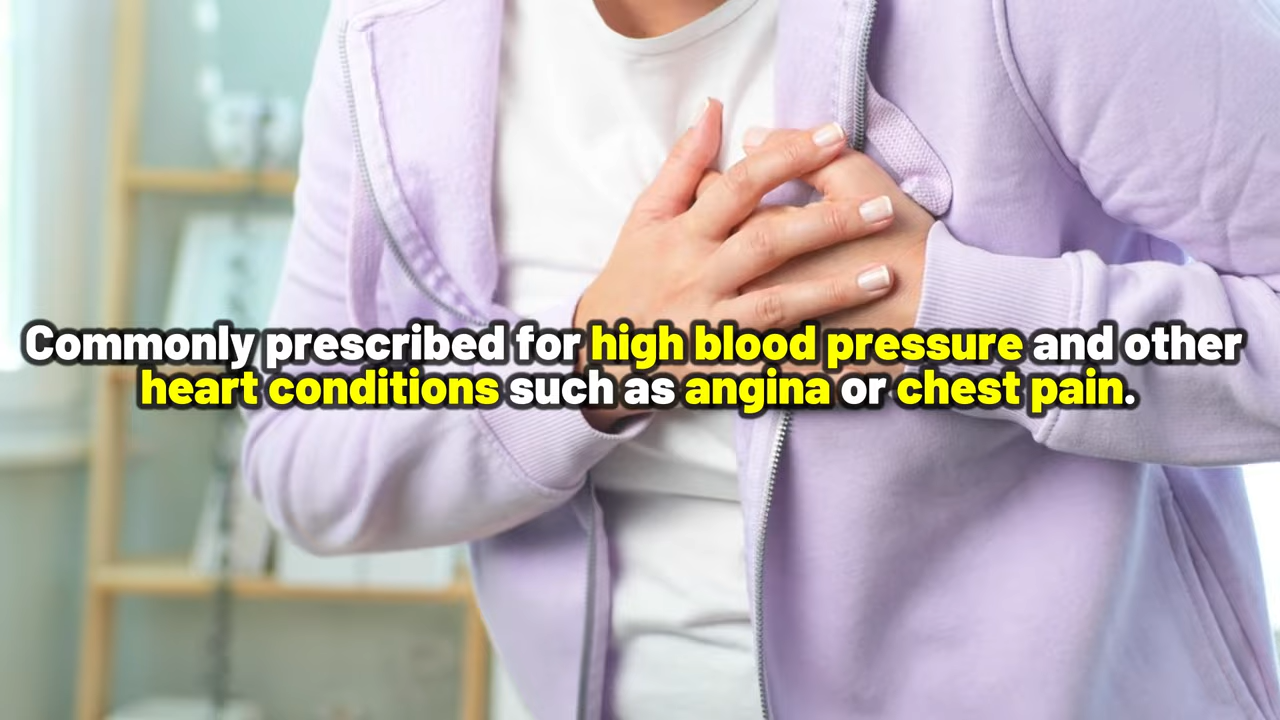 Commonly prescribed for high blood pressure and other
heart conditions such as angina or chest pain.